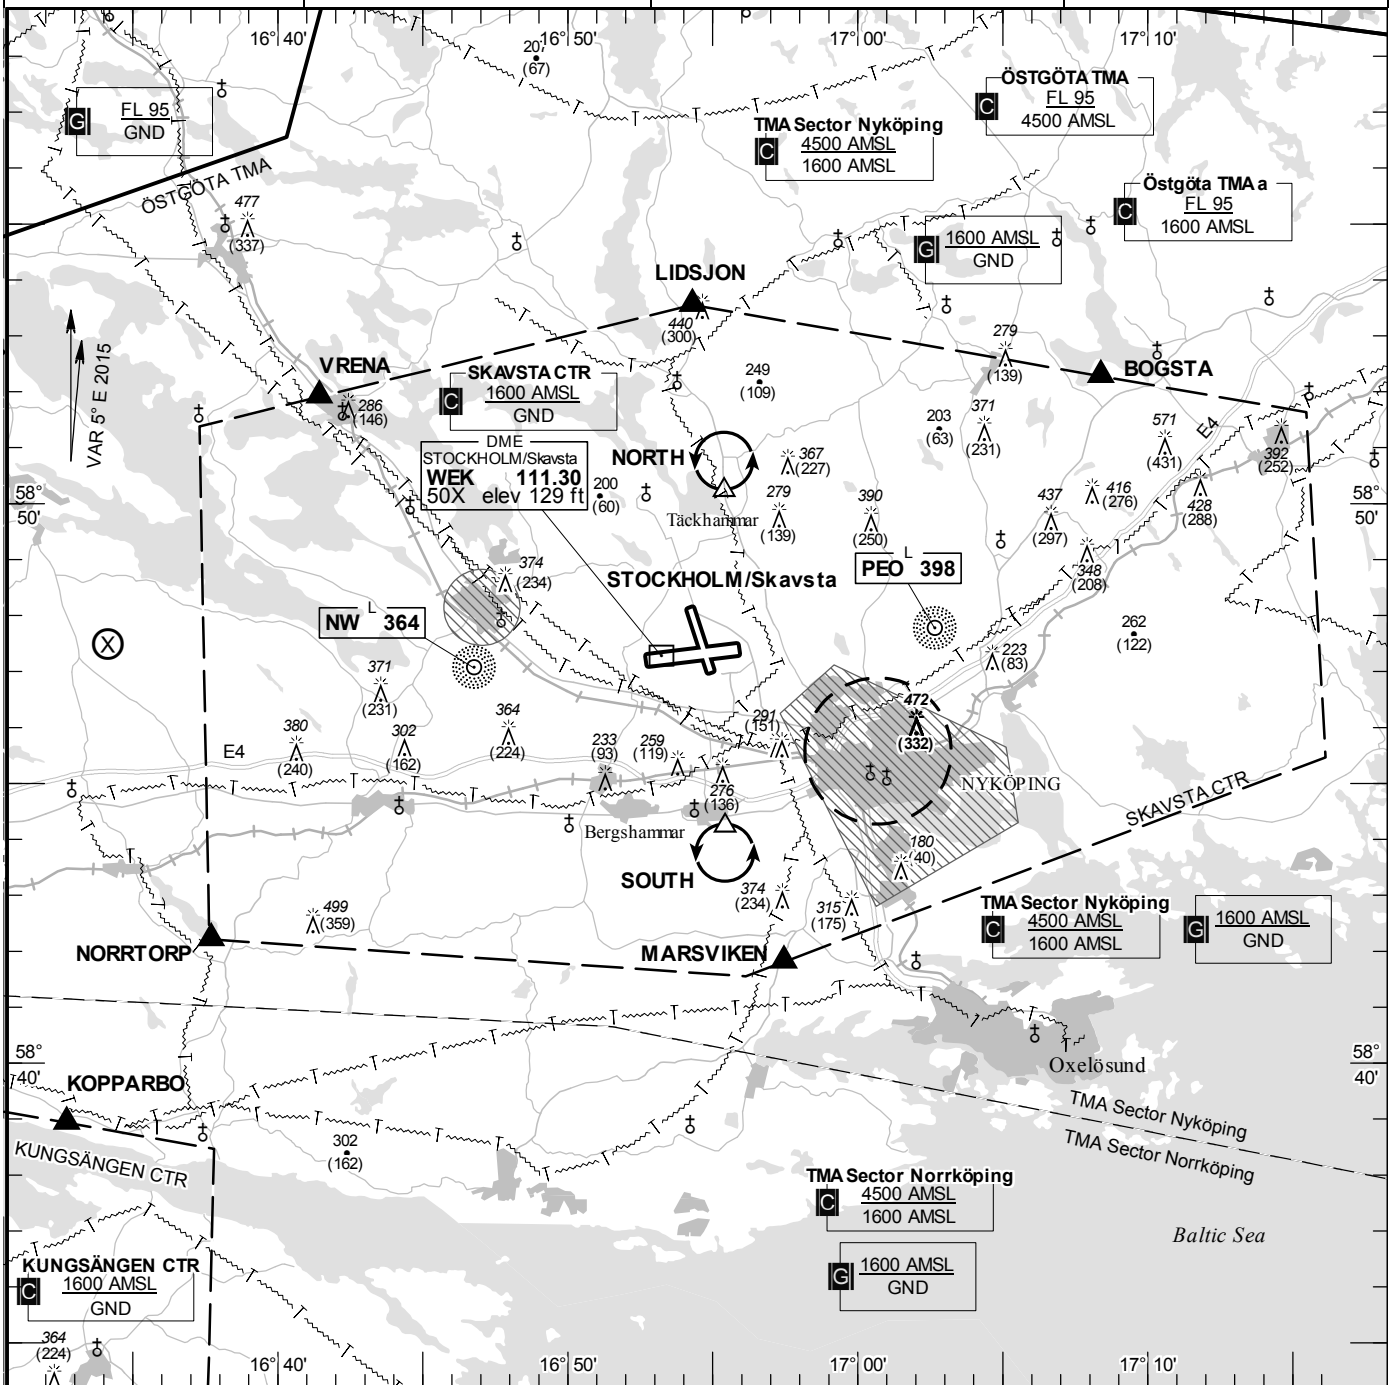 16°40'
16°50'
17°00'
17°10'
207
(67)
G
FL 95
GND
ÖSTGÖTA TMA
C
FL 95
4500 AMSL
TMA Sector Nyköping
C
4500 AMSL
1600 AMSL
Östgöta TMA a
C
FL 95
1600 AMSL
ÖSTGÖTA TMA
477
(337)
G
1600 AMSL
GND
LIDSJON
440
(300)
VAR 5° E 2015
VRENA
286
(146)
SKAVSTA CTR
C
1600 AMSL
GND
249
(109)
279
(139)
BOGSTA
203
(63)
371
(231)
571
(431)
E4
392
(252)
DME
STOCKHOLM/Skavsta
WEK 111.30
50X elev 129 ft
NORTH
200
(60)
367
(227)
Täckhammar
279
(139)
390
(250)
437
(297)
416
(276)
428
(288)
58°
50'
58°
50'
374
(234)
STOCKHOLM/Skavsta
L
PEO 398
348
(208)
L
NW 364
X
262
(122)
223
(83)
371
(231)
472
(332)
380
(240)
E4
302
(162)
364
(224)
233
(93)
259
(119)
291
(151)
276
(136)
NYKÖPING
SKAVSTA CTR
Bergshammar
180
(40)
SOUTH
374
(234)
315
(175)
499
(359)
NORRTORP
MARSVIKEN
TMA Sector Nyköping
C
4500 AMSL
1600 AMSL
G
1600 AMSL
GND
58°
40'
58°
40'
Oxelösund
KOPPARBO
TMA Sector Nyköping
TMA Sector Norrköping
KUNGSÄNGEN CTR
302
(162)
TMA Sector Norrköping
C
4500 AMSL
1600 AMSL
Baltic Sea
G
1600 AMSL
GND
KUNGSÄNGEN CTR
C
1600 AMSL
GND
364
(224)
16°40'
16°50'
17°00'
17°10'